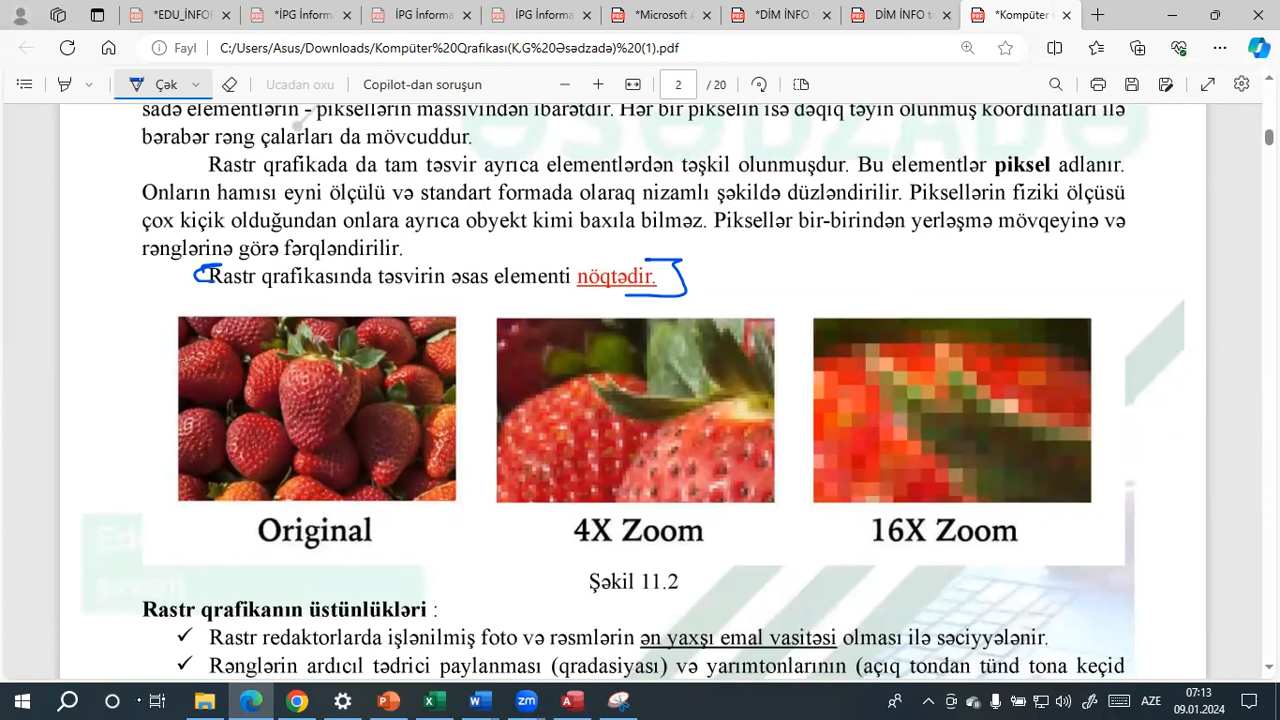 *EDU_İNFO
*İPG İnforma
İPG İnforma
İPG İnforma
*Microsoft A
*DİM İNFO t
DİM İNFO ta
*Kompüter
Fayl
C:/Users/Asus/Downloads/Kompüter%20Qrafikası(K,G%20Əsədzadə)%20(1).pdf
Çək
Ucadan oxu
Copilot-dan soruşun
2
/ 20
sadə elementlərin - piksellərin massivindən ibarətdir. Hər bir pikselin isə dəqiq təyin olunmuş koordinatları ilə
bərabər rəng çalarları da mövcuddur.
Rastr qrafikada da tam təsvir ayrıca elementlərdən təşkil olunmuşdur. Bu elementlər piksel adlanır.
Onların hamısı eyni ölçülü və standart formada olaraq nizamlı şəkildə düzləndirilir. Piksellərin fiziki ölçüsü
çox kiçik olduğundan onlara ayrıca obyekt kimi baxıla bilməz. Piksellər bir-birindən yerləşmə mövqeyinə və
rənglərinə görə fərqləndirilir.
Rastr qrafikasında təsvirin əsas elementi nöqtədir.
Original
4X Zoom
16X Zoom
Şəkil 11.2
Rastr qrafikanın üstünlükləri :
✓ Rastr redaktorlarda işlənilmiş foto və rəsmlərin ən yaxşı emal vasitəsi olması ilə səciyyələnir.
✓ Rənglərin ardıcıl tədrici paylanması (qradasiyası) və yarımtonlarının (açıq tondan tünd tona keçid
AZE
07:13
09.01.2024